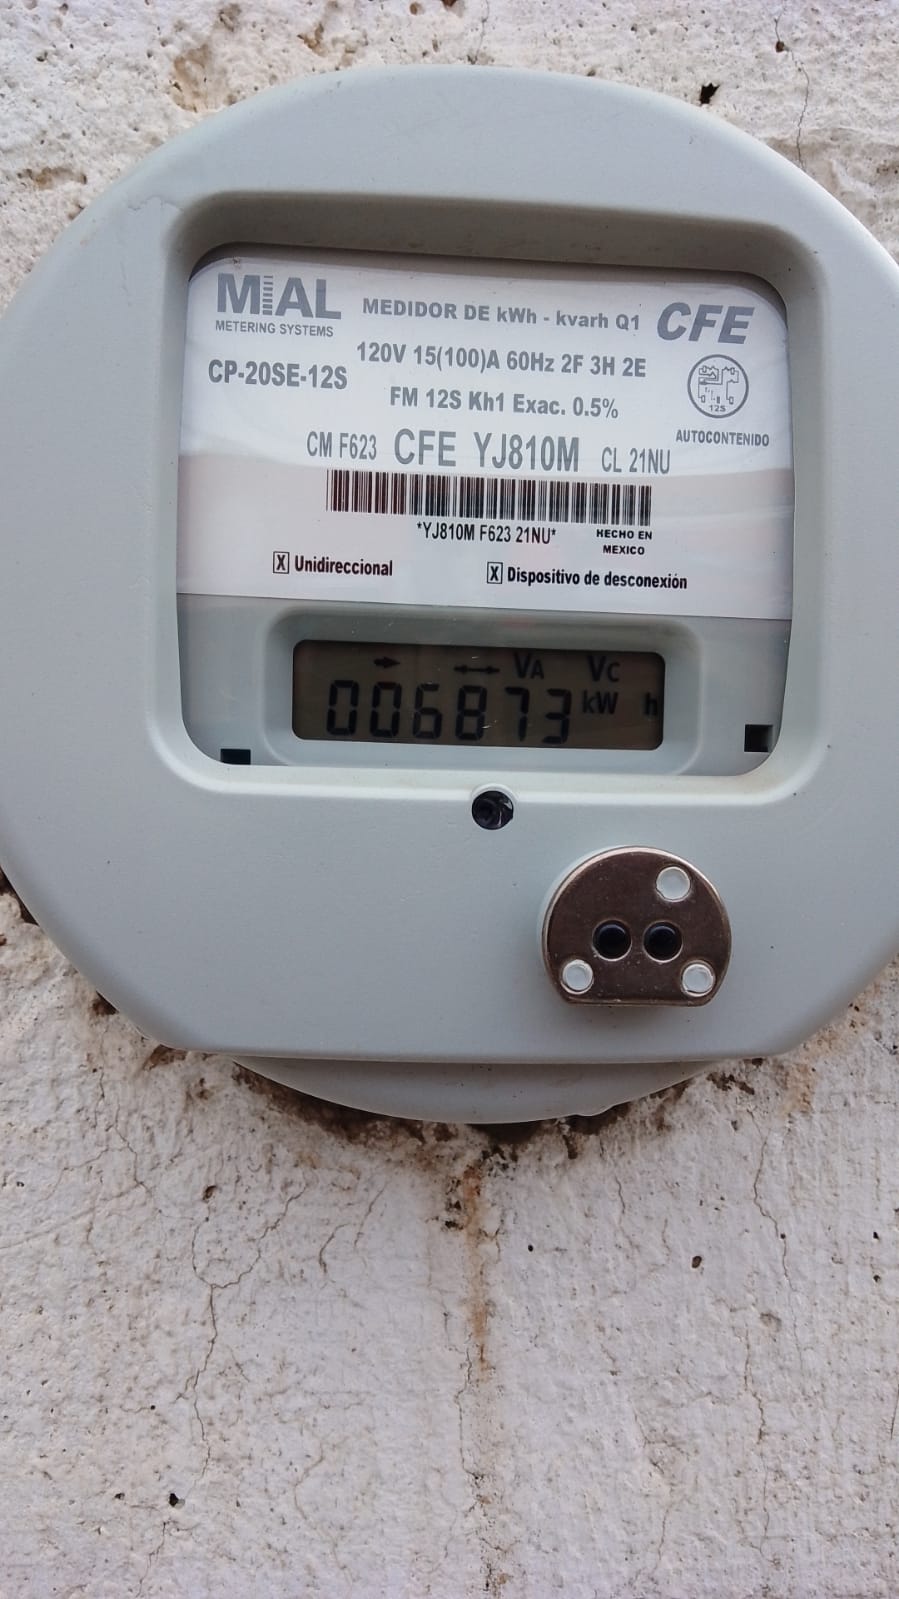 MIAL
METERING SYSTEMS
MEDIDOR DE kWh - kvarh Q1
CFE
120V 15(100)A 60Hz 2F 3H 2E
CP-20SE-12S
FM 12S Kh1 Exac. 0.5%
12S
AUTOCONTENIDO
CM F623 CFE YJ810M CL 21NU
*YJ810M F623 21NU*
HECHO EN
MEXICO
X Unidireccional
X Dispositivo de desconexión
VA VC
006873 kW h